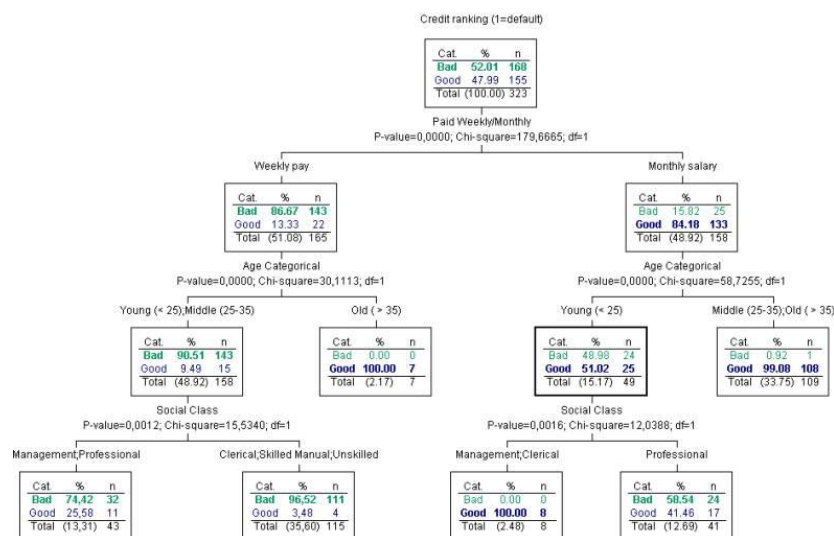 Credit ranking (1=default)
Cat. % n
Bad 52.01 168
Good 47.99 155
Total (100.00) 323
Paid Weekly/Monthly
P-value=0,0000; Chi-square=179,6665; df=1
Weekly pay
Monthly salary
Cat. % n
Bad 86.67 143
Good 13.33 22
Total (51.08) 165
Cat. % n
Bad 15.82 25
Good 84.18 133
Total (48.92) 158
Age Categorical
P-value=0,0000; Chi-square=30,1113; df=1
Age Categorical
P-value=0,0000; Chi-square=58,7255; df=1
Young (< 25);Middle (25-35)
Old ( > 35)
Young (< 25)
Middle (25-35);Old ( > 35)
Cat. % n
Bad 90.51 143
Good 9.49 15
Total (48.92) 158
Cat. % n
Bad 0.00 0
Good 100.00 7
Total (2.17) 7
Cat. % n
Bad 48.98 24
Good 51.02 25
Total (15.17) 49
Cat. % n
Bad 0.92 1
Good 99.08 108
Total (33.75) 109
Social Class
P-value=0,0012; Chi-square=15,5340; df=1
Social Class
P-value=0,0016; Chi-square=12,0388; df=1
Management;Professional
Clerical;Skilled Manual;Unskilled
Management;Clerical
Professional
Cat. % n
Bad 74,42 32
Good 25,58 11
Total (13,31) 43
Cat. % n
Bad 96,52 111
Good 3,48 4
Total (35,60) 115
Cat. % n
Bad 0.00 0
Good 100.00 8
Total (2.48) 8
Cat. % n
Bad 58.54 24
Good 41.46 17
Total (12.69) 41